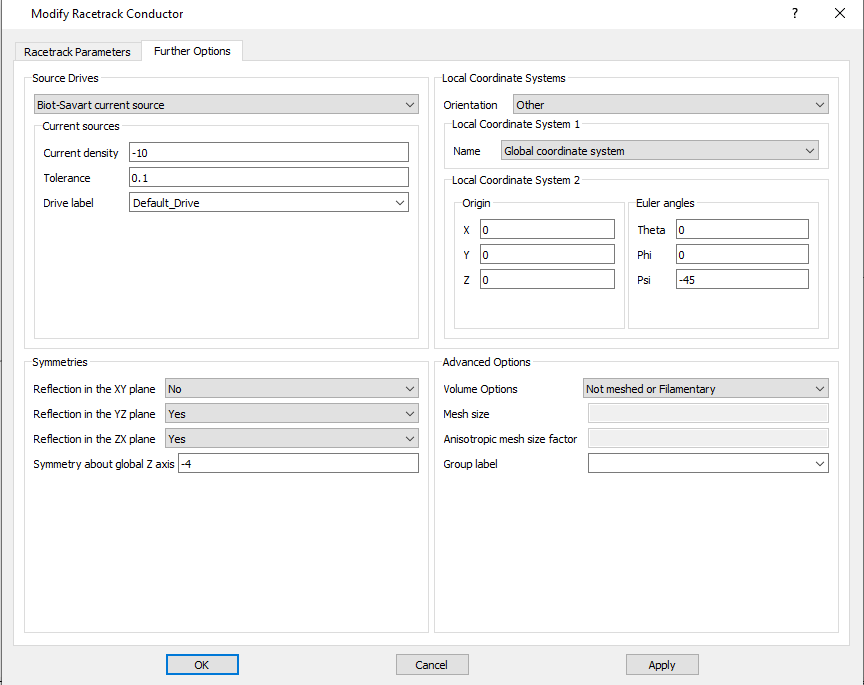 Modify Racetrack Conductor
?
Racetrack Parameters
Further Options
Source Drives
Biot-Savart current source
Current sources
Current density -10
Tolerance 0.1
Drive label Default_Drive
Local Coordinate Systems
Orientation Other
Local Coordinate System 1
Name Global coordinate system
Local Coordinate System 2
Origin
X 0
Y 0
Z 0
Euler angles
Theta 0
Phi 0
Psi -45
Symmetries
Reflection in the XY plane No
Reflection in the YZ plane Yes
Reflection in the ZX plane Yes
Symmetry about global Z axis -4
Advanced Options
Volume Options Not meshed or Filamentary
Mesh size
Anisotropic mesh size factor
Group label
OK
Cancel
Apply